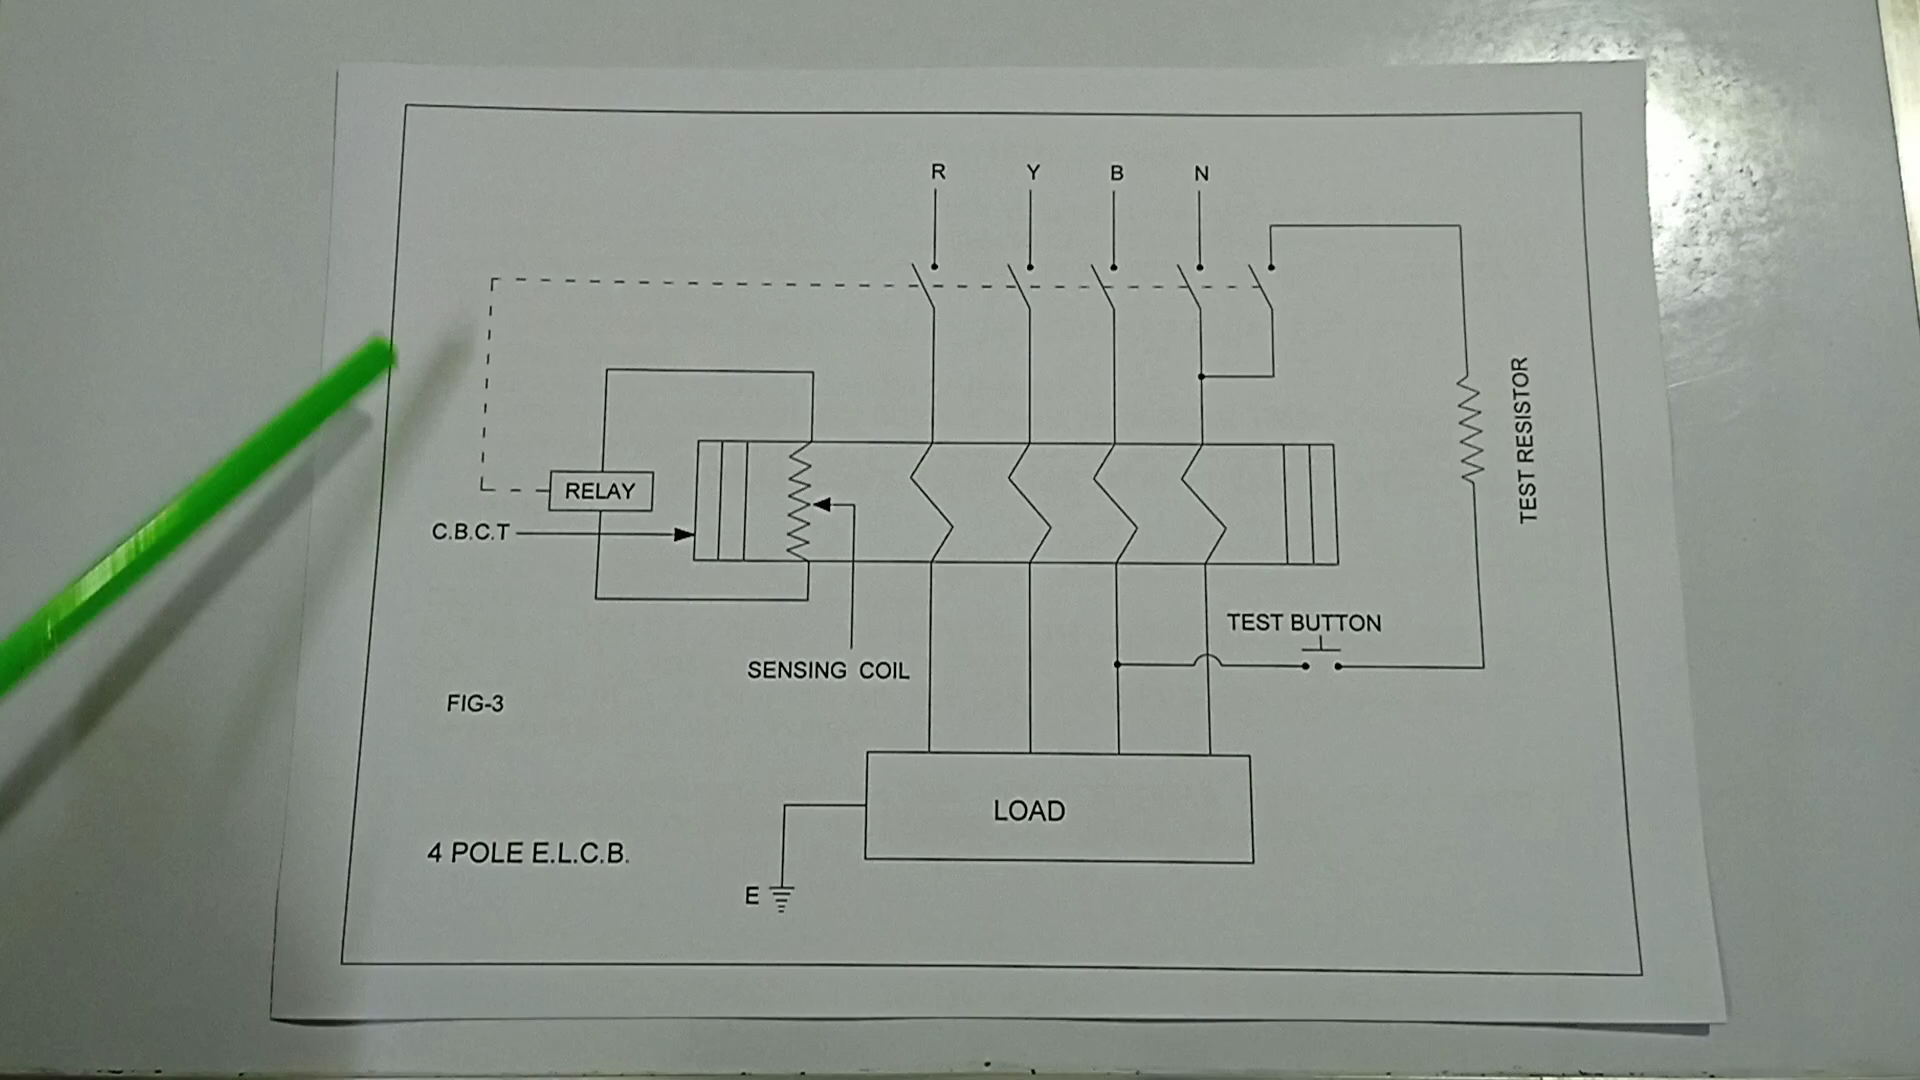 R Y B N
TEST RESISTOR
RELAY
C.B.C.T
TEST BUTTON
SENSING COIL
FIG-3
LOAD
4 POLE E.L.C.B.
E